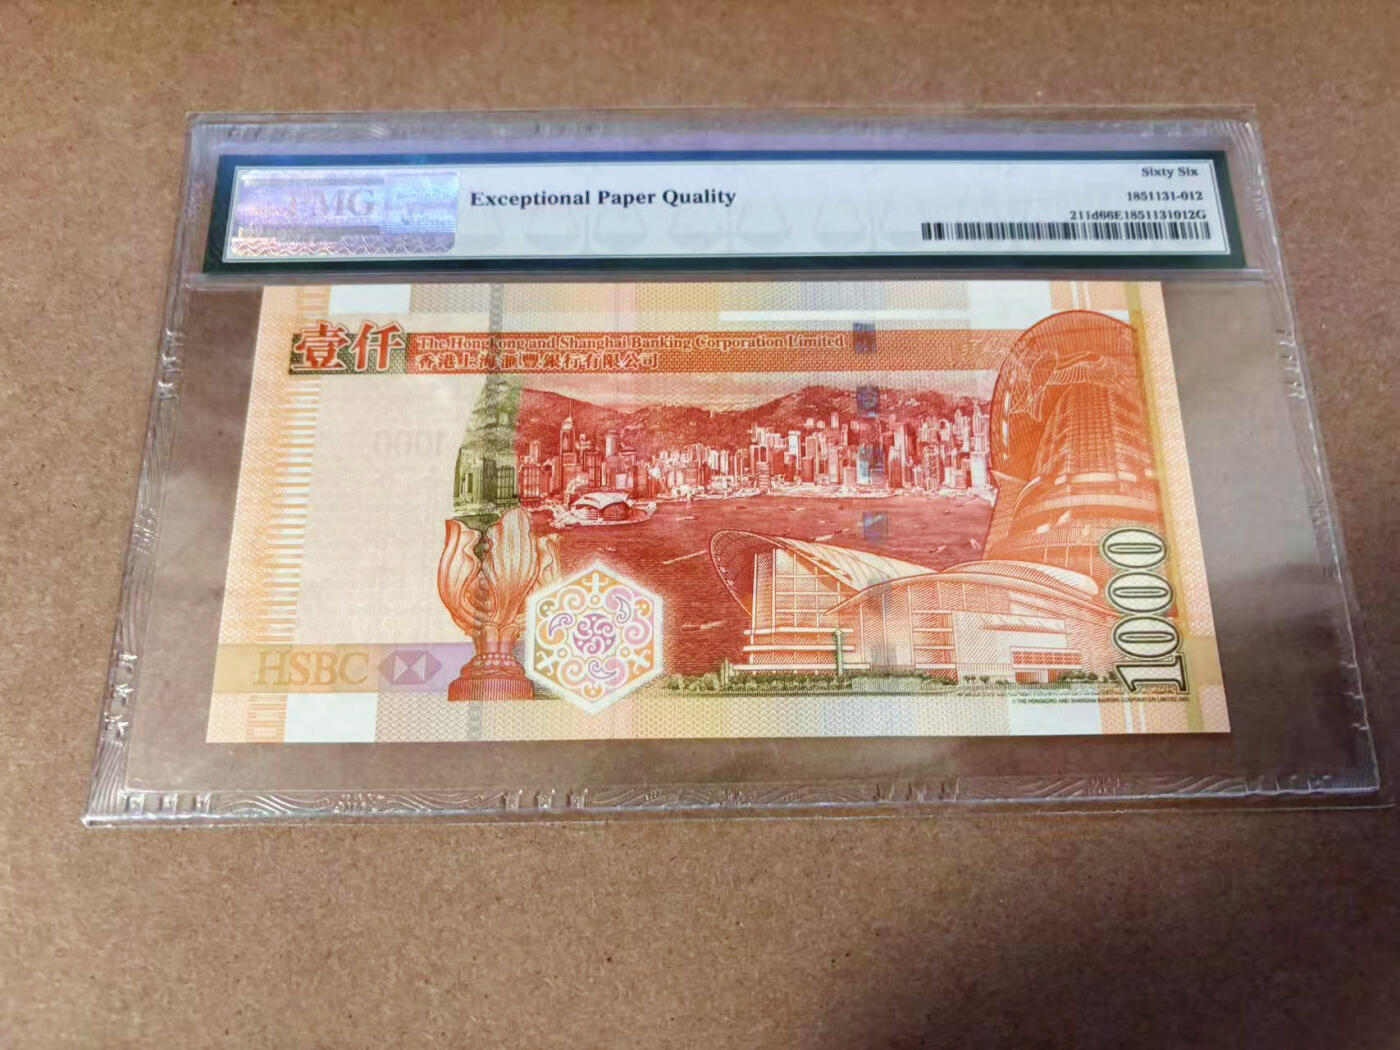 PMG
Exceptional Paper Quality
Sixty Six
1851131-012
211d66E1851131012G
壹仟
The Hongkong and Shanghai Banking Corporation Limited
香港上海滙豐銀行有限公司
1000
HSBC
1000